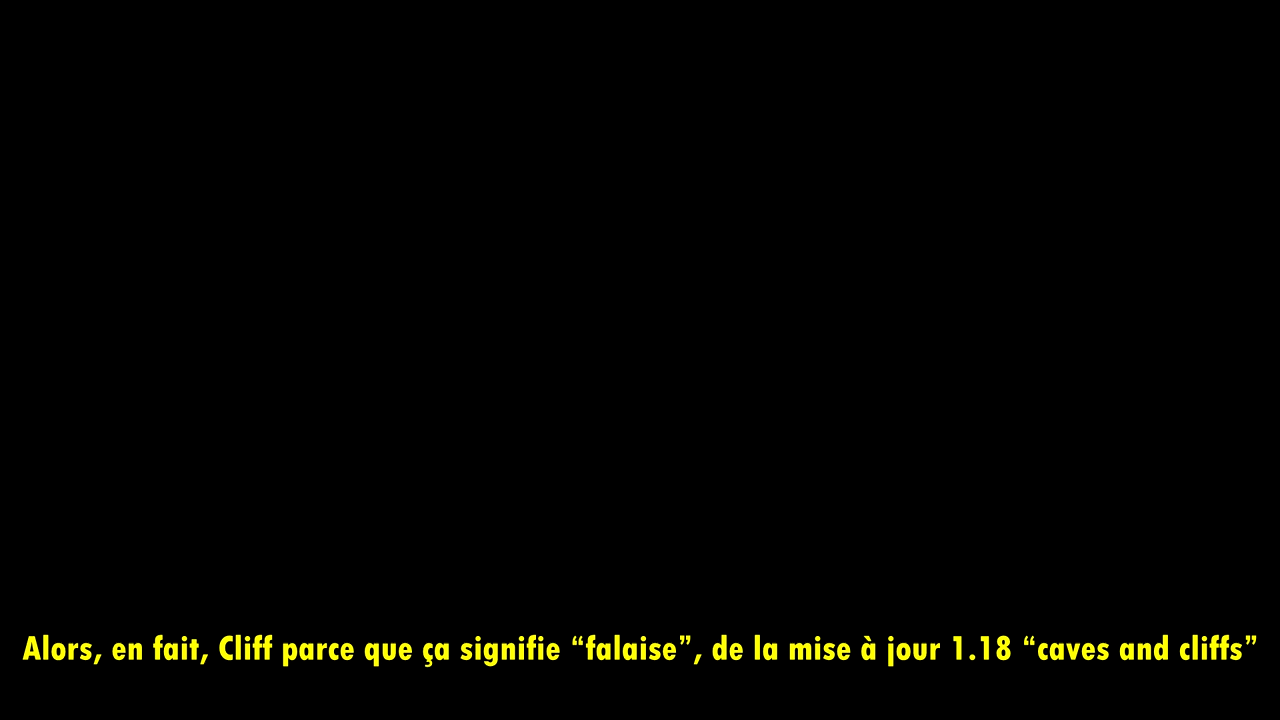 Alors, en fait, Cliff parce que ça signifie “falaise”, de la mise à jour 1.18 “caves and cliffs”